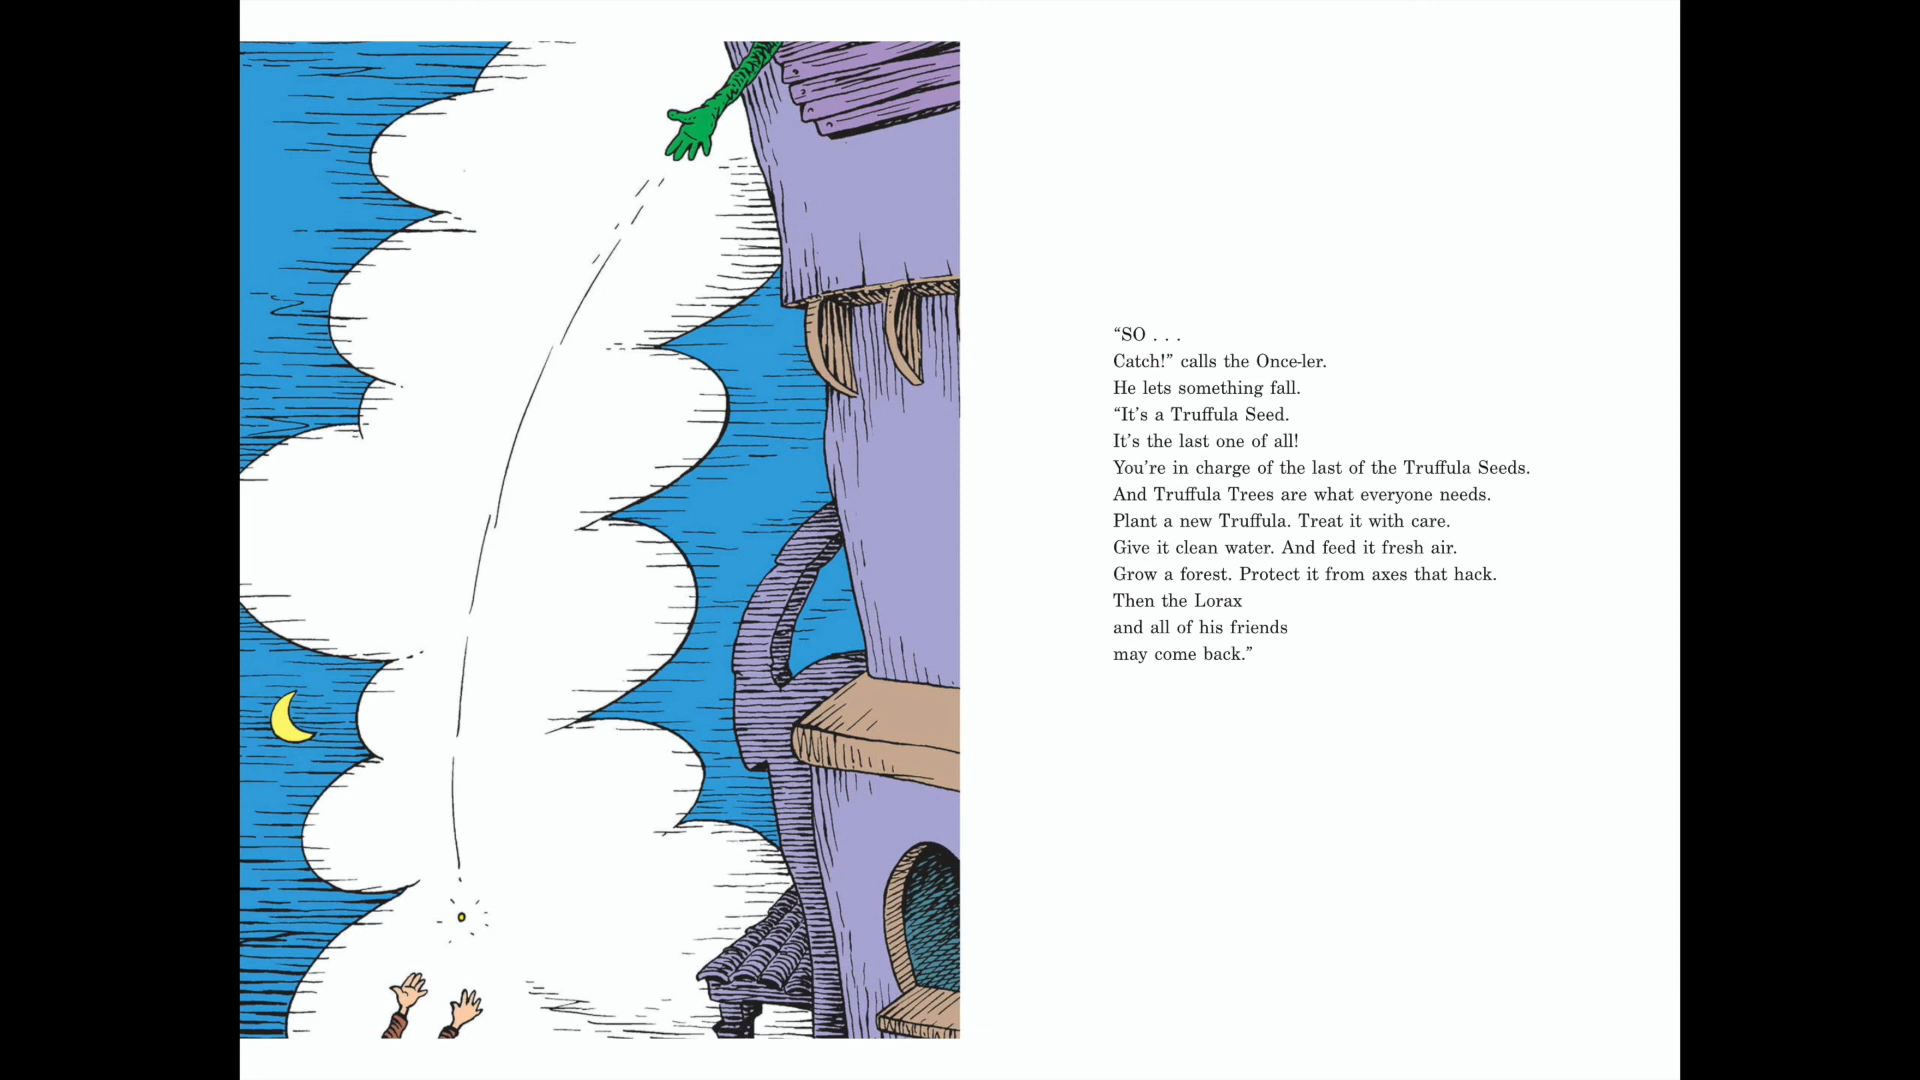 “SO . . .
Catch!” calls the Once-ler.
He lets something fall.
“It’s a Truffula Seed.
It’s the last one of all!
You’re in charge of the last of the Truffula Seeds.
And Truffula Trees are what everyone needs.
Plant a new Truffula. Treat it with care.
Give it clean water. And feed it fresh air.
Grow a forest. Protect it from axes that hack.
Then the Lorax
and all of his friends
may come back.”